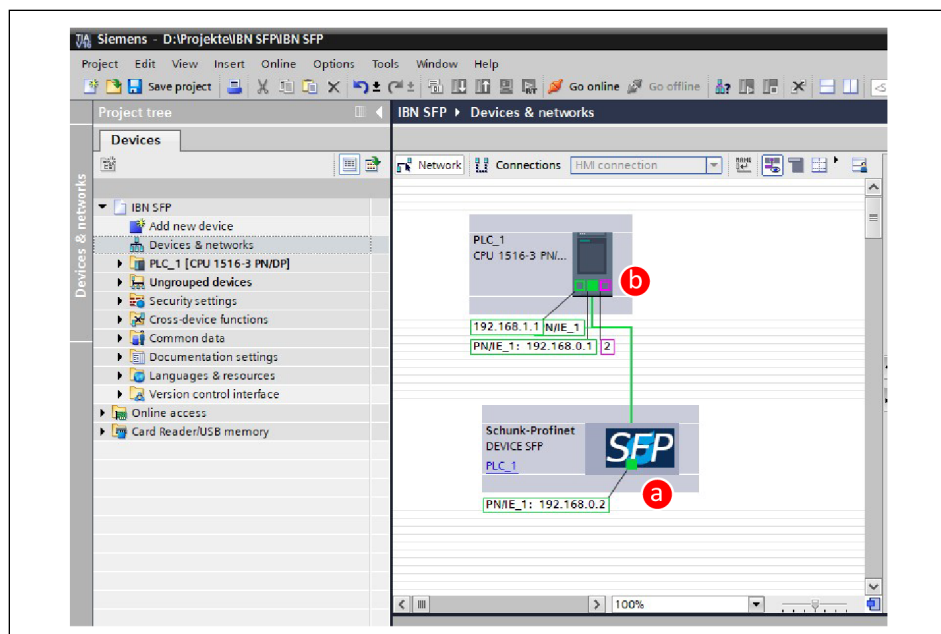 TIA V16 Siemens - D:\Projekte\IBN SFP\IBN SFP
Project Edit View Insert Online Options Tools Window Help
Save project Go online Go offline
Project tree
IBN SFP Devices & networks
Devices
Network Connections HMI connection
Devices & networks
IBN SFP
Add new device
Devices & networks
PLC_1 [CPU 1516-3 PN/DP]
Ungrouped devices
Security settings
Cross-device functions
Common data
Documentation settings
Languages & resources
Version control interface
Online access
Card Reader/USB memory
PLC_1
CPU 1516-3 PN/...
b
192.168.1.1 N/IE_1
PN/IE_1: 192.168.0.1 2
Schunk-Profinet
DEVICE SFP
PLC_1
SFP
a
PN/IE_1: 192.168.0.2
100%